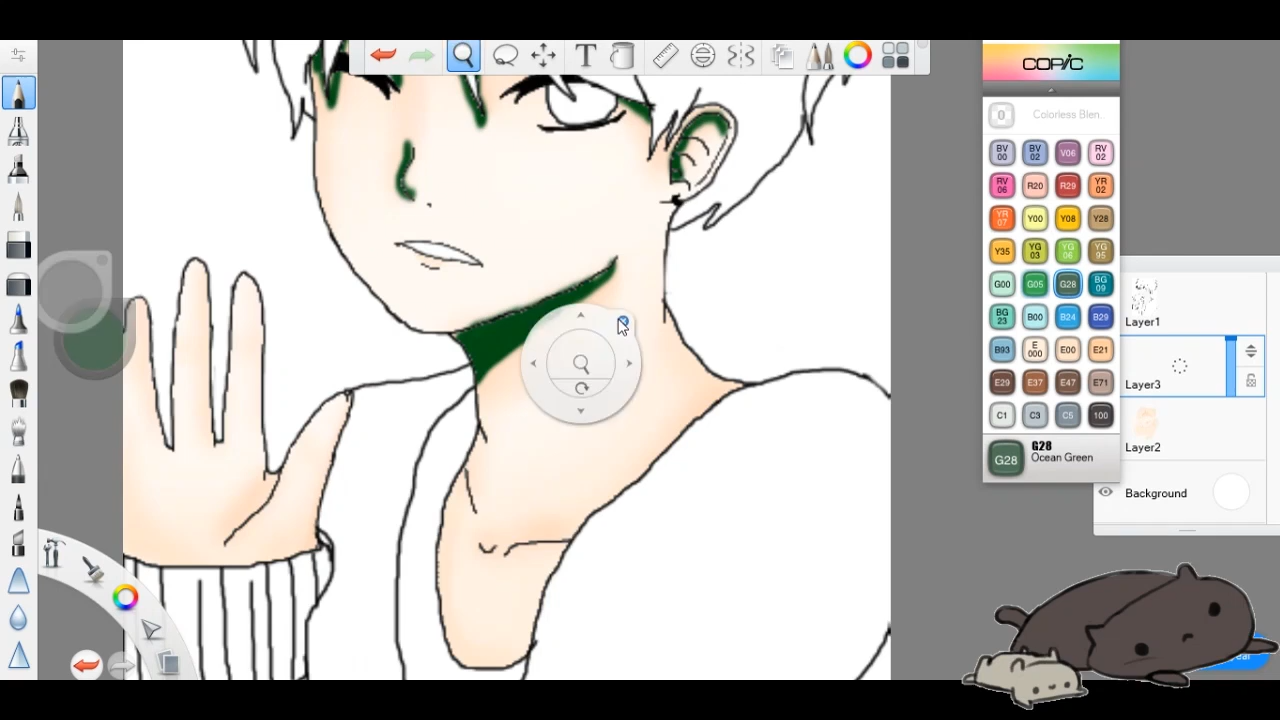 COPIC
0 Colorless Blen..
BV 00 BV 02 V06 RV 02
RV 06 R20 R29 YR 02
YR 07 Y00 Y08 Y28
Y35 YG 03 YG 06 YG 95
G00 G05 G28 BG 09
BG 23 B00 B24 B29
B93 E 000 E00 E21
E29 E37 E47 E71
C1 C3 C5 100
G28
G28
Ocean Green
Layer1
Layer3
Layer2
Background
T